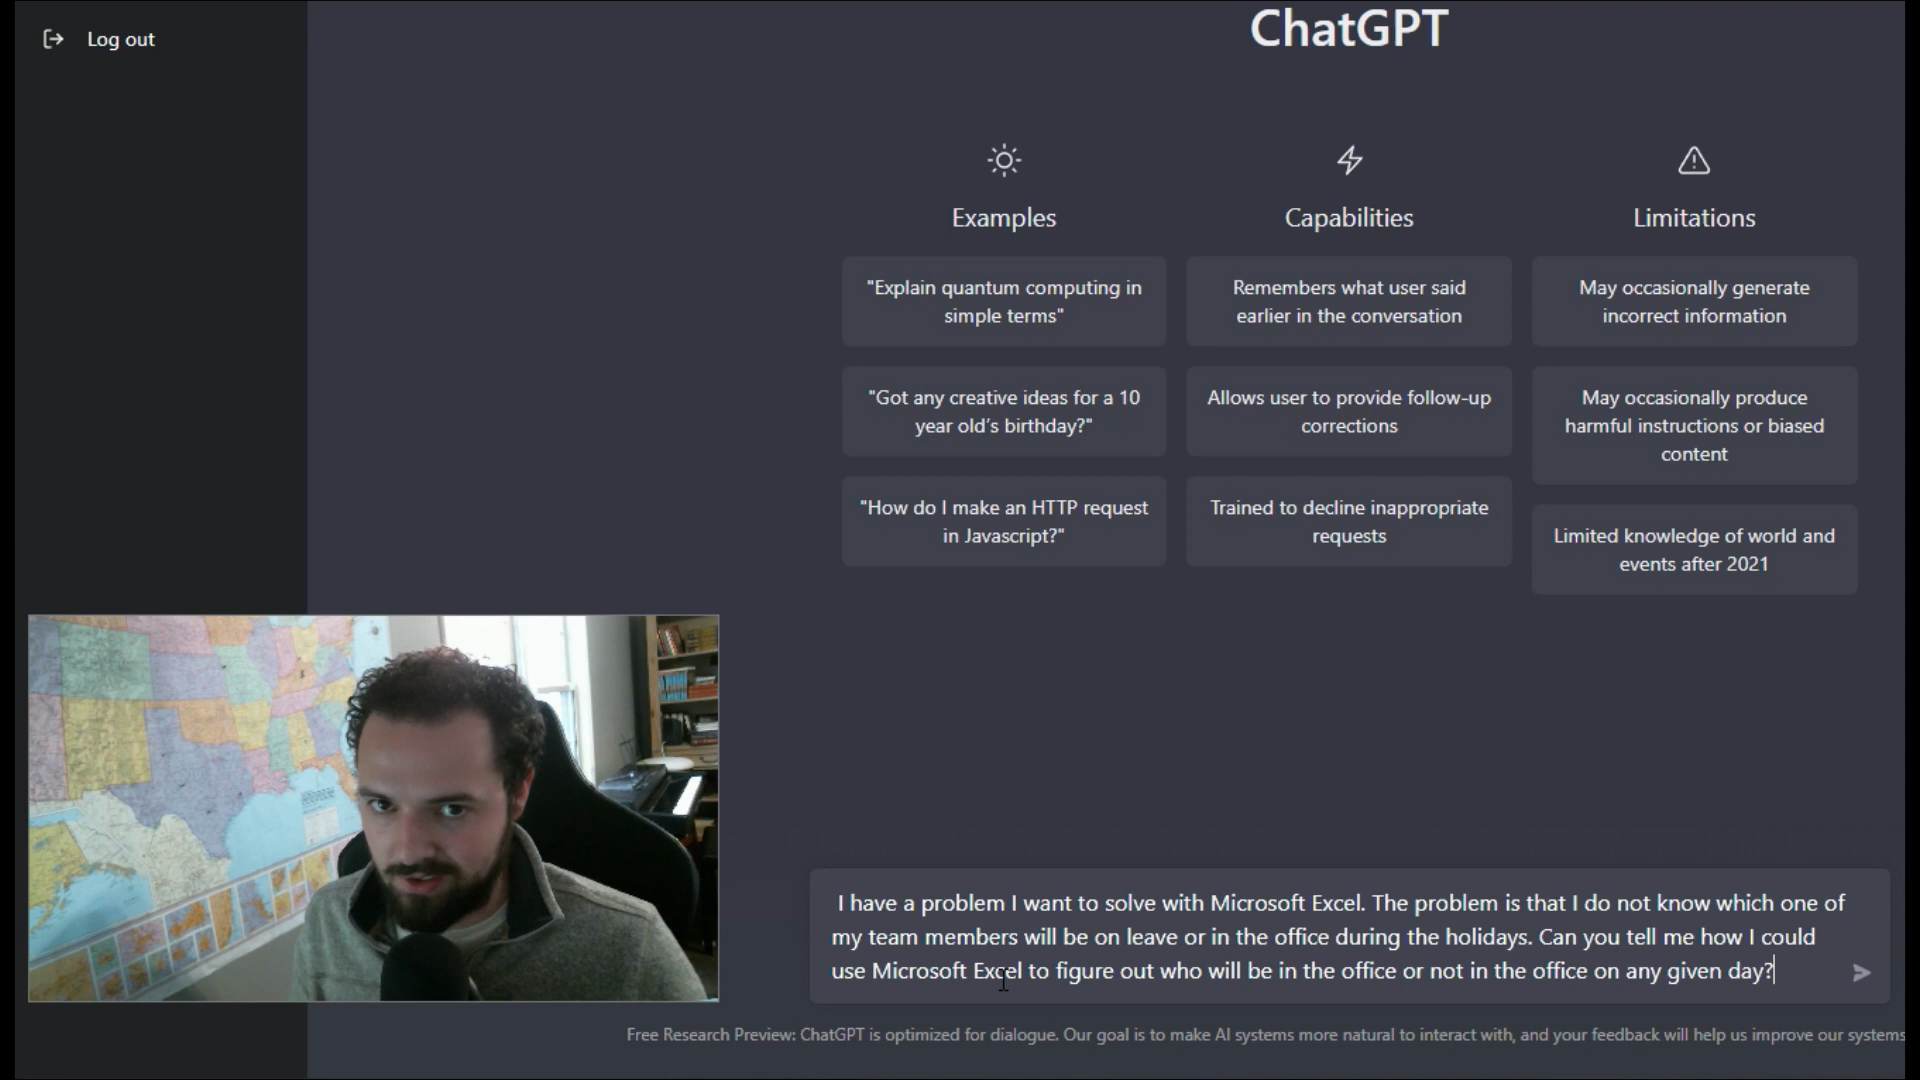 Log out
ChatGPT
Examples
"Explain quantum computing in
simple terms"
"Got any creative ideas for a 10
year old's birthday?"
"How do I make an HTTP request
in Javascript?"
Capabilities
Remembers what user said
earlier in the conversation
Allows user to provide follow-up
corrections
Trained to decline inappropriate
requests
Limitations
May occasionally generate
incorrect information
May occasionally produce
harmful instructions or biased
content
Limited knowledge of world and
events after 2021
I have a problem I want to solve with Microsoft Excel. The problem is that I do not know which one of
my team members will be on leave or in the office during the holidays. Can you tell me how I could
use Microsoft Excel to figure out who will be in the office or not in the office on any given day?
Free Research Preview: ChatGPT is optimized for dialogue. Our goal is to make AI systems more natural to interact with, and your feedback will help us improve our systems